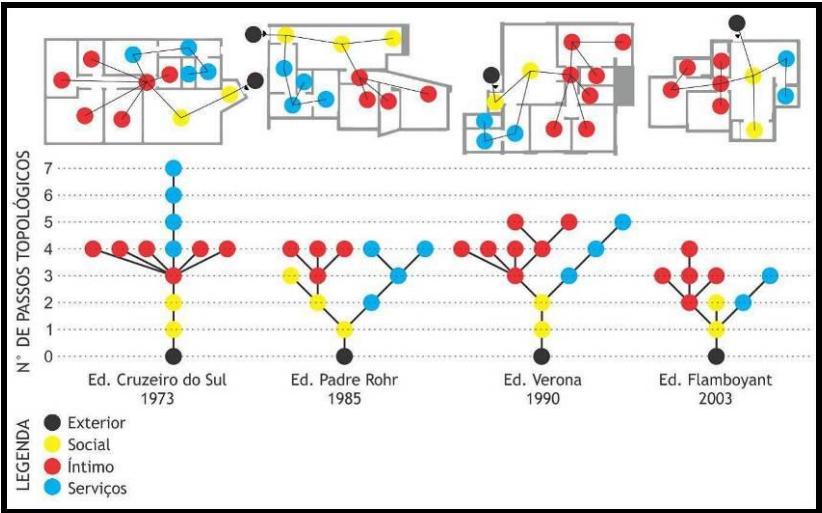 N° DE PASSOS TOPOLÓGICOS
7
6
5
4
3
2
1
0
Ed. Cruzeiro do Sul
1973
Ed. Padre Rohr
1985
Ed. Verona
1990
Ed. Flamboyant
2003
LEGENDA
Exterior
Social
Íntimo
Serviços